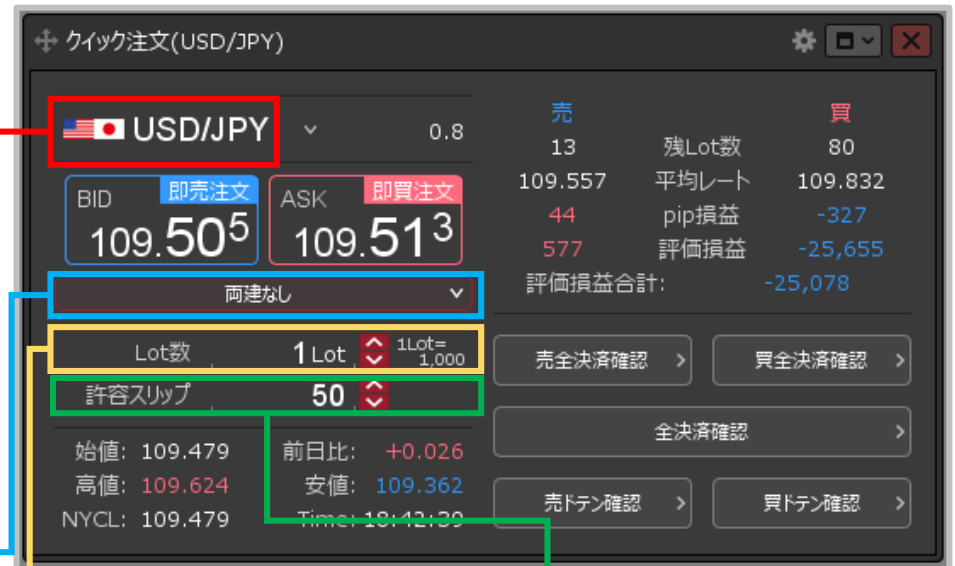 クイック注文(USD/JPY)
USD/JPY 0.8
BID 即売注文 ASK 即買注文
109.505 109.513
両建なし
Lot数 1 Lot 1Lot= 1,000
許容スリップ 50
始値: 109.479 前日比: +0.026
高値: 109.624 安値: 109.362
NYCL: 109.479 Time: 18:42:39
売 買
13 残Lot数 80
109.557 平均レート 109.832
44 pip損益 -327
577 評価損益 -25,655
評価損益合計: -25,078
売全決済確認 買全決済確認
全決済確認
売ドテン確認 買ドテン確認